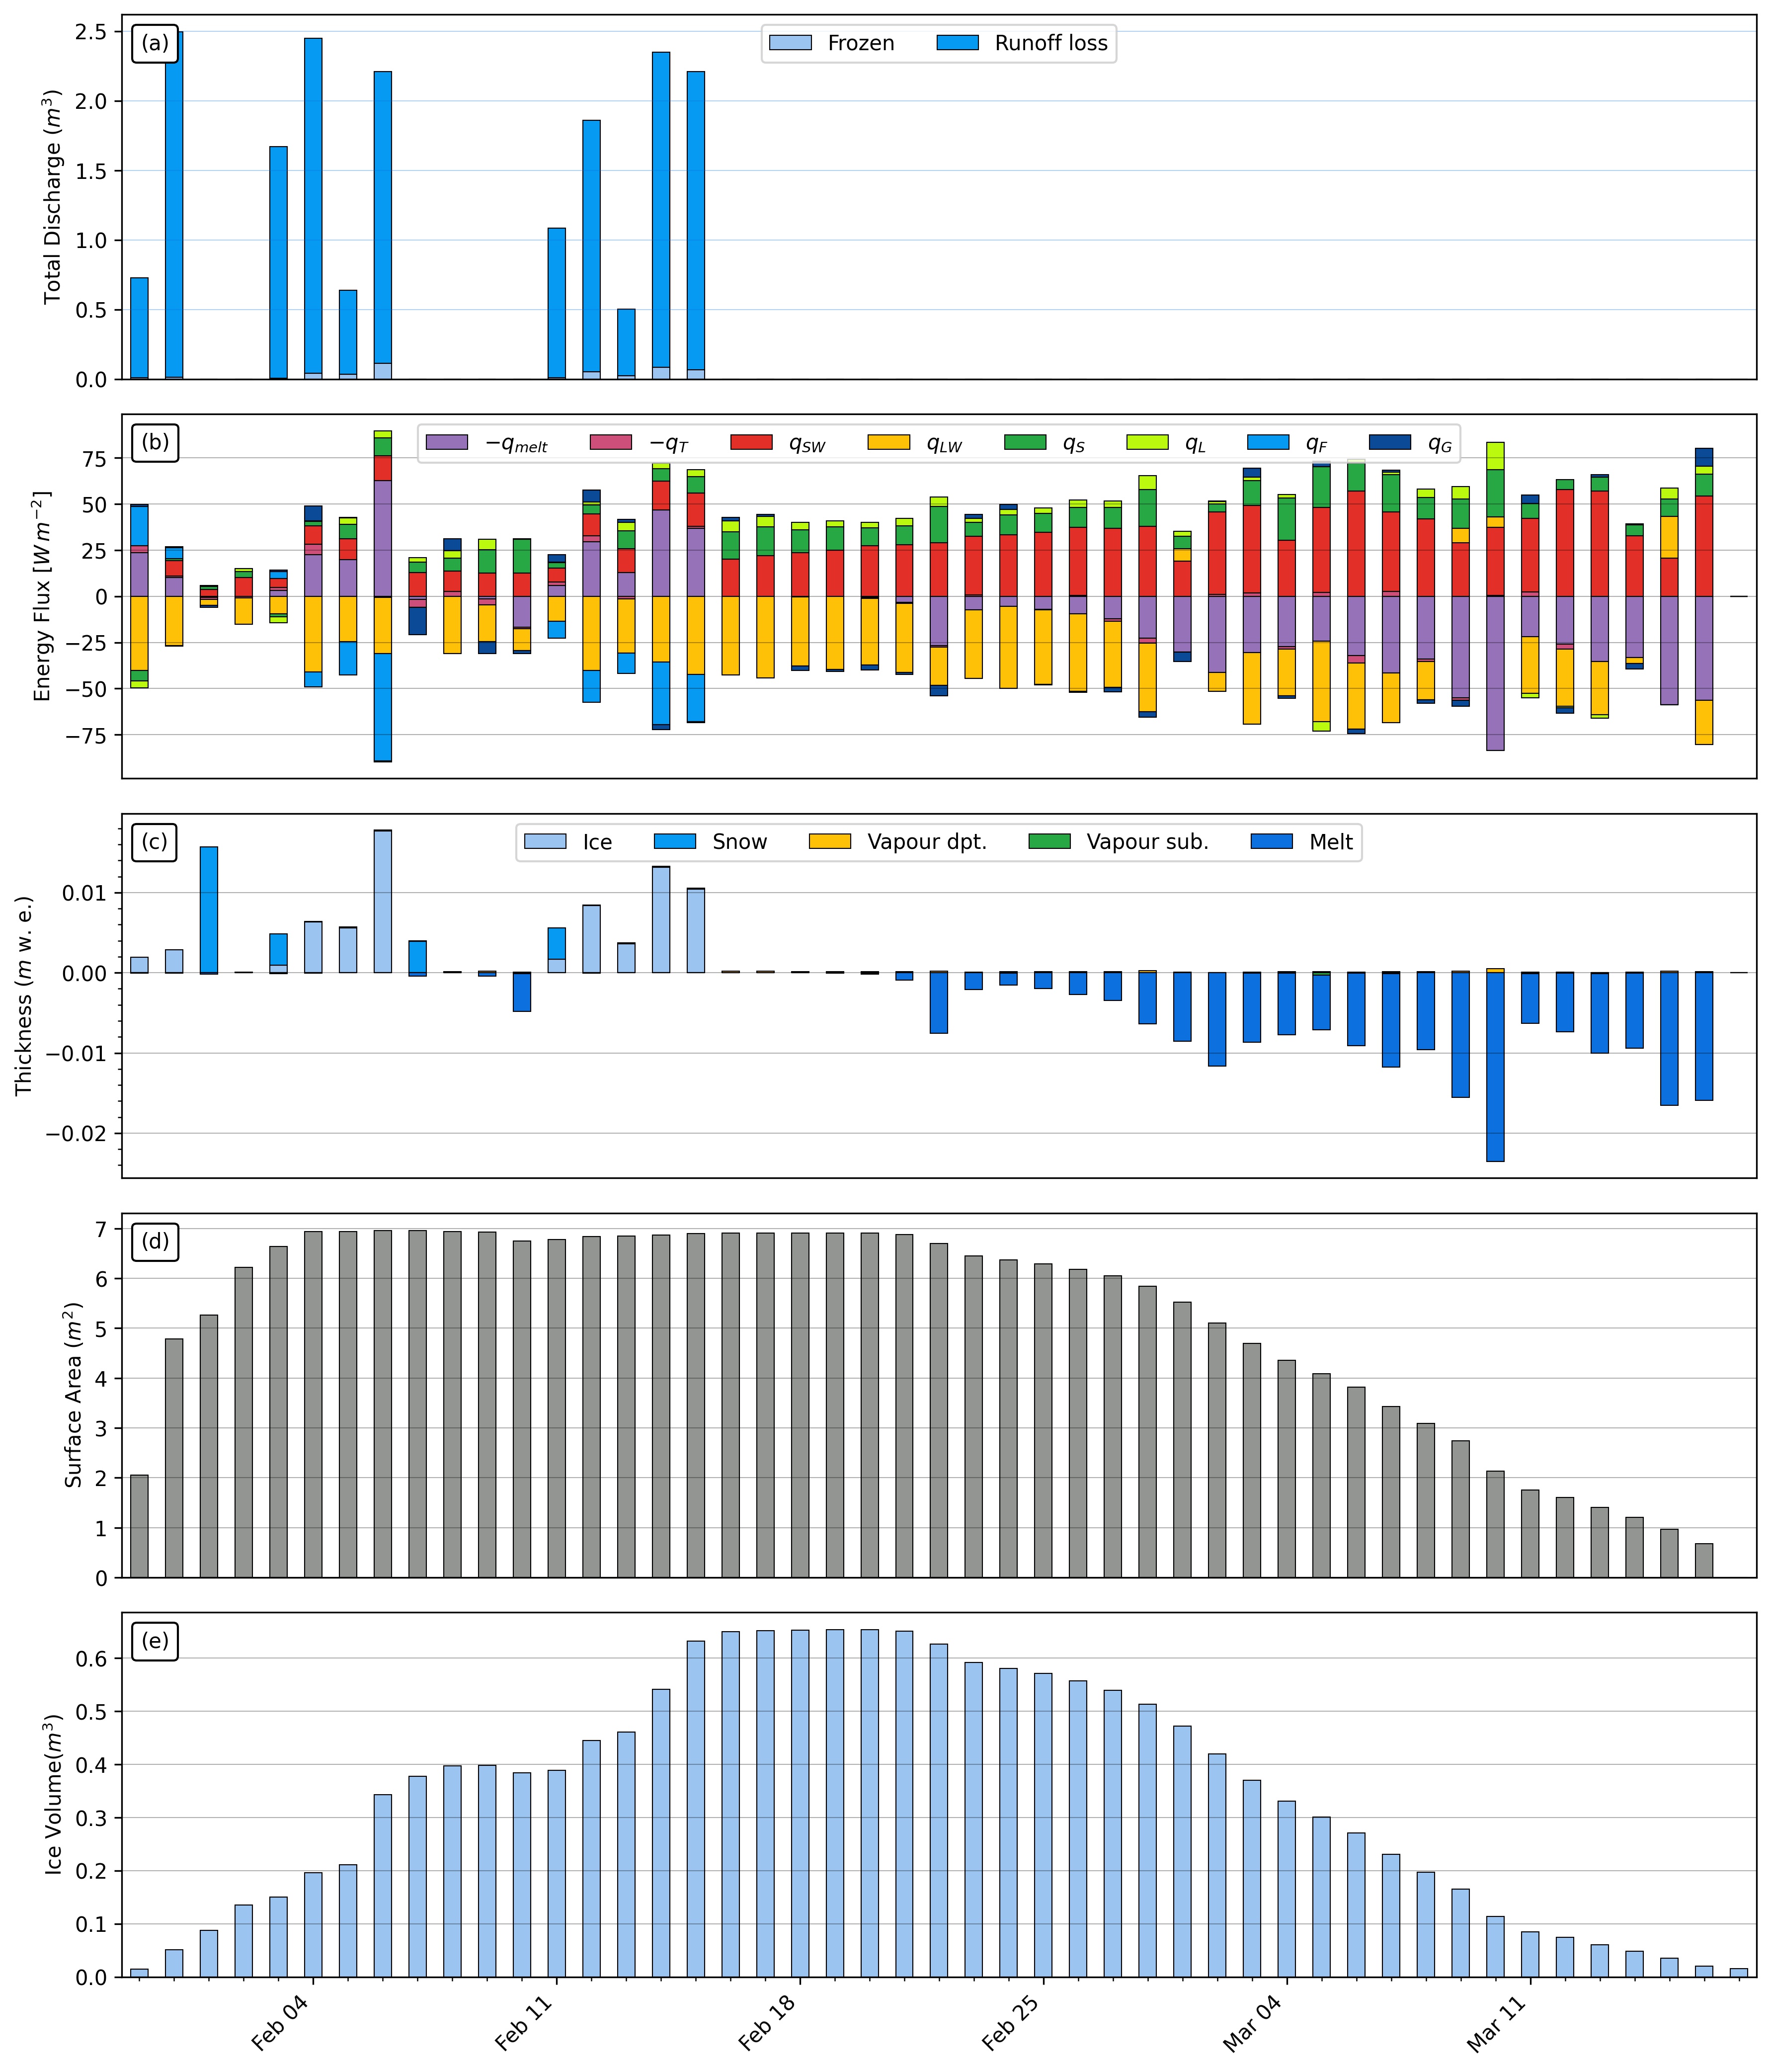 (a)
Frozen Runoff loss
Total Discharge (m³)
2.5
2.0
1.5
1.0
0.5
0.0
(b)
−q_melt −q_T q_SW q_LW q_S q_L q_F q_G
Energy Flux [W m⁻²]
75
50
25
0
−25
−50
−75
(c)
Ice Snow Vapour dpt. Vapour sub. Melt
Thickness (m w. e.)
0.01
0.00
−0.01
−0.02
(d)
Surface Area (m²)
7
6
5
4
3
2
1
0
(e)
Ice Volume(m³)
0.6
0.5
0.4
0.3
0.2
0.1
0.0
Feb 04 Feb 11 Feb 18 Feb 25 Mar 04 Mar 11